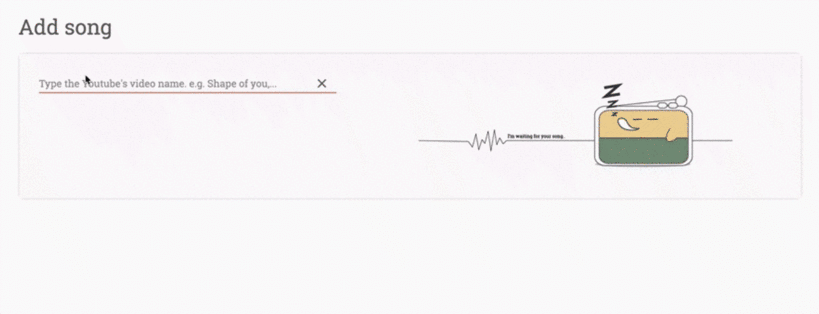 Add song
Type the Youtube's video name. e.g. Shape of you,...
I'm waiting for your song.
Z
Z
Z